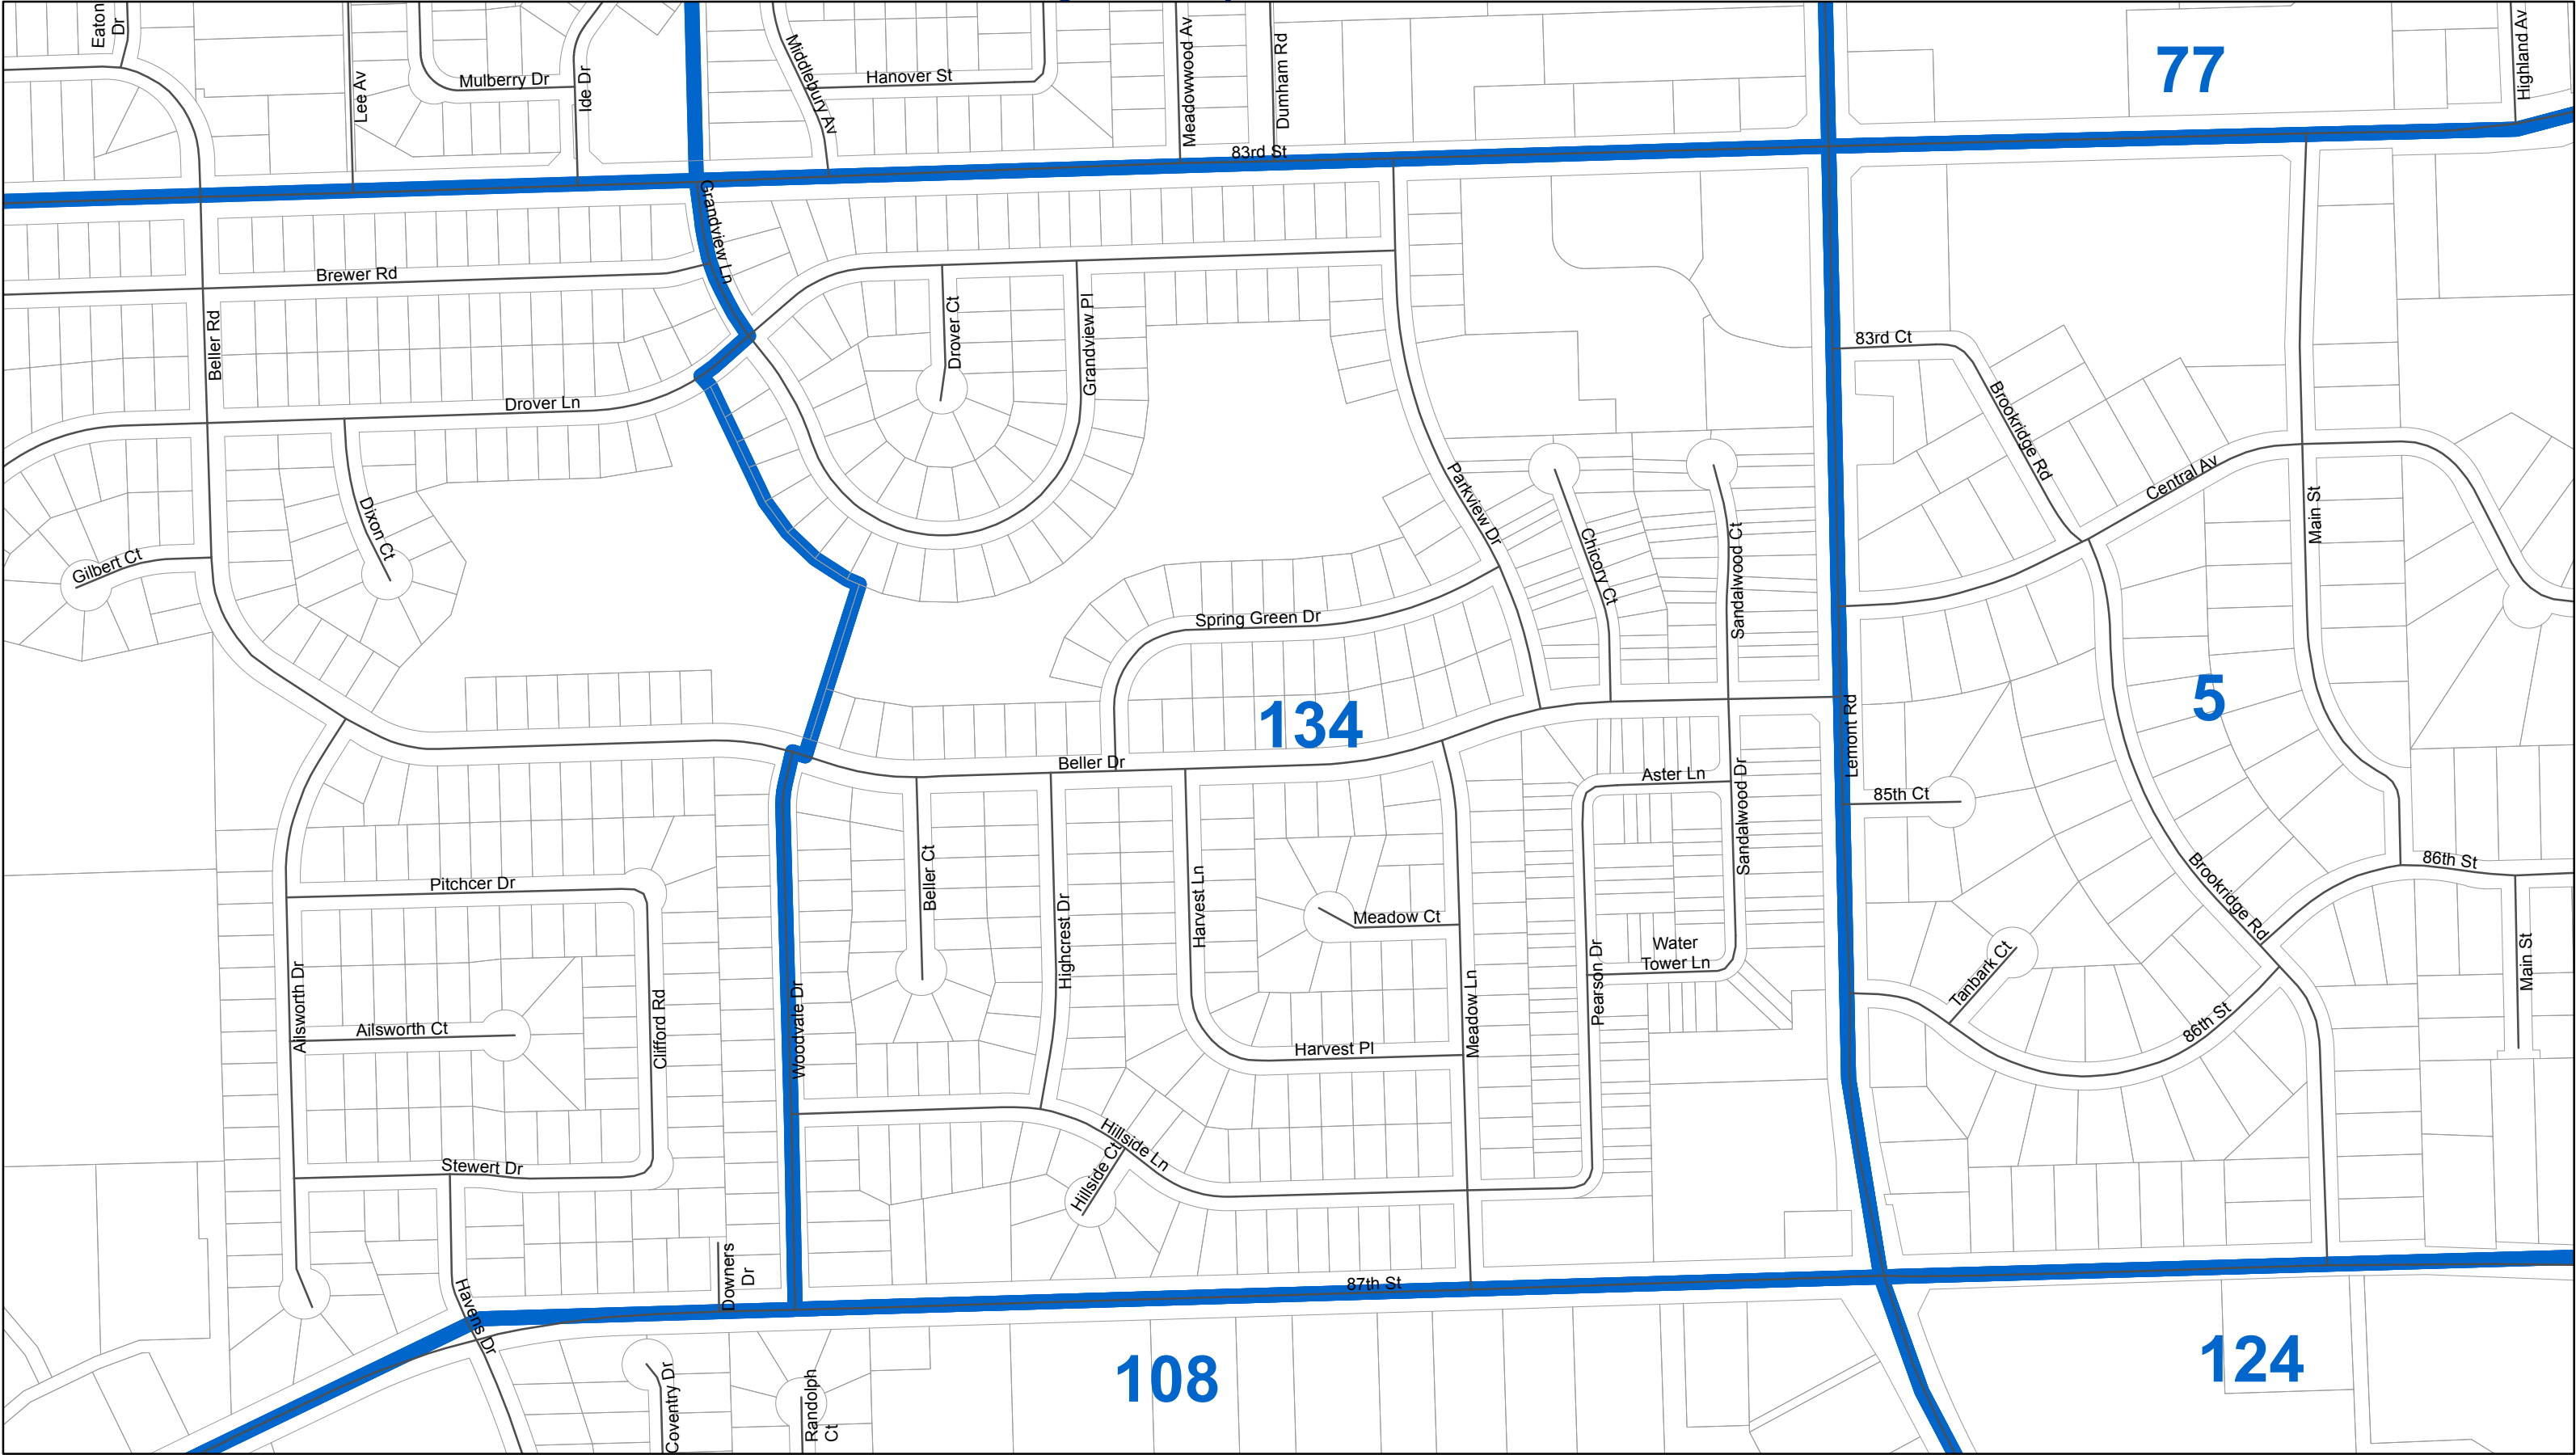 Eaton
Dr
Lee Av
Mulberry Dr
Ide Dr
Middlebury Av
Hanover St
Meadowwood Av
Dumham Rd
77
Highland Av
83rd St
Grandview Ln
Brewer Rd
Beller Rd
Drover Ct
Grandview Pl
83rd Ct
Brookridge Rd
Drover Ln
Dixon Ct
Gilbert Ct
Parkview Dr
Chicory Ct
Sandalwood Ct
Central Av
Main St
Spring Green Dr
134
5
Lemont Rd
Beller Dr
Aster Ln
Sandalwood Dr
85th Ct
Pitchcer Dr
Beller Ct
Highcrest Dr
Harvest Ln
Meadow Ct
Brookridge Rd
86th St
Water
Tower Ln
Pearson Dr
Tanbark Ct
Main St
Ailsworth Dr
Ailsworth Ct
Clifford Rd
Woodvale Dr
Harvest Pl
Meadow Ln
86th St
Stewert Dr
Hillside Ln
Hillside Ct
Downers
Dr
Havens Dr
87th St
108
124
Coventry Dr
Randolph
Ct